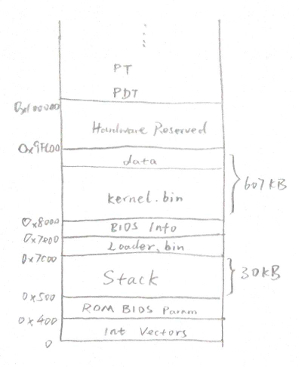 PT
PDT
0x100000
Hardware Reserved
0x9FC00
data
kernel.bin
607KB
0x8000
BIOS Info
0x7E00
Loader.bin
0x7C00
Stack
30KB
0x500
ROM BIOS Param
0x400
Int Vectors
0